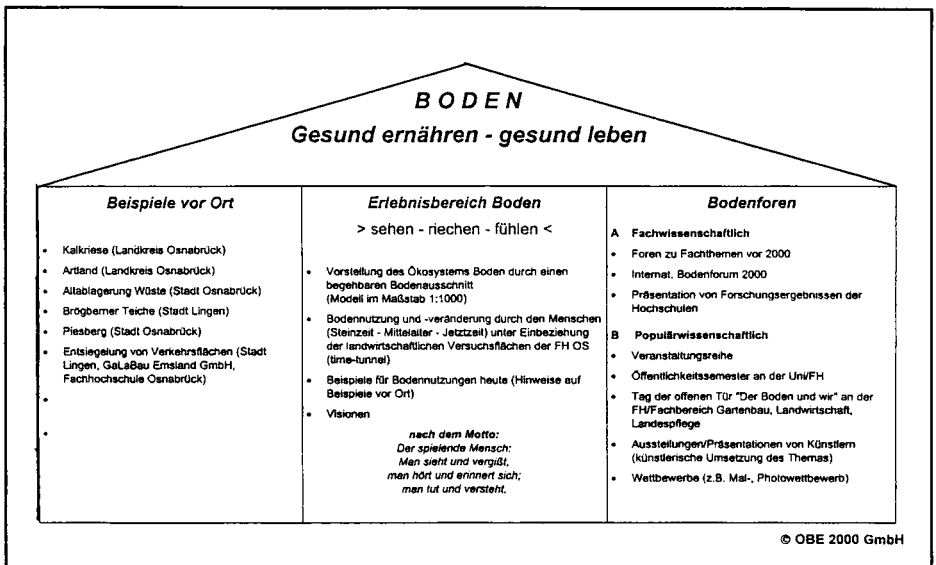 BODEN
Gesund ernähren - gesund leben
Beispiele vor Ort
• Kalkriese (Landkreis Osnabrück)
• Artland (Landkreis Osnabrück)
• Altablagerung Wüste (Stadt Osnabrück)
• Brögberner Teiche (Stadt Lingen)
• Piesberg (Stadt Osnabrück)
• Entsiegelung von Verkehrsflächen (Stadt
Lingen, GaLaBau Emsland GmbH,
Fachhochschule Osnabrück)
•
•
Erlebnisbereich Boden
> sehen - riechen - fühlen <
• Vorstellung des Ökosystems Boden durch einen
begehbaren Bodenausschnitt
(Modell im Maßstab 1:1000)
• Bodennutzung und -veränderung durch den Menschen
(Steinzeit - Mittelalter - Jetztzeit) unter Einbeziehung
der landwirtschaftlichen Versuchsflächen der FH OS
(time-tunnel)
• Beispiele für Bodennutzungen heute (Hinweise auf
Beispiele vor Ort)
• Visionen
nach dem Motto:
Der spielende Mensch:
Man sieht und vergißt,
man hört und erinnert sich;
man tut und versteht.
Bodenforen
A Fachwissenschaftlich
• Foren zu Fachthemen vor 2000
• Internat. Bodenforum 2000
• Präsentation von Forschungsergebnissen der
Hochschulen
B Populärwissenschaftlich
• Veranstaltungsreihe
• Öffentlichkeitssemester an der Uni/FH
• Tag der offenen Tür "Der Boden und wir" an der
FH/Fachbereich Gartenbau, Landwirtschaft,
Landespflege
• Ausstellungen/Präsentationen von Künstlern
(künstlerische Umsetzung des Themas)
• Wettbewerbe (z.B. Mal-, Photowettbewerb)
© OBE 2000 GmbH